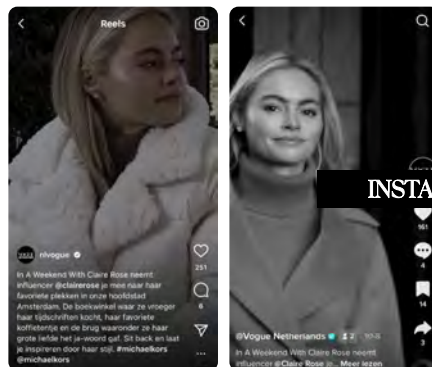 Reels
nlvogue
251
6
In A Weekend With Claire Rose neemt
influencer @clairerose je mee naar haar
favoriete plekken in onze hoofdstad
Amsterdam. De boekwinkel waar ze vroeger
haar tijdschriften kocht, haar favoriete
koffietentje en de brug waaronder ze haar
grote liefde het ja-woord gaf. Sit back en laat
je inspireren door haar stijl. #michaelkors
@michaelkors
INSTA
161
4
14
3
@Vogue Netherlands
In A Weekend With Claire Rose neemt
influencer @Claire Rose je... Meer lezen